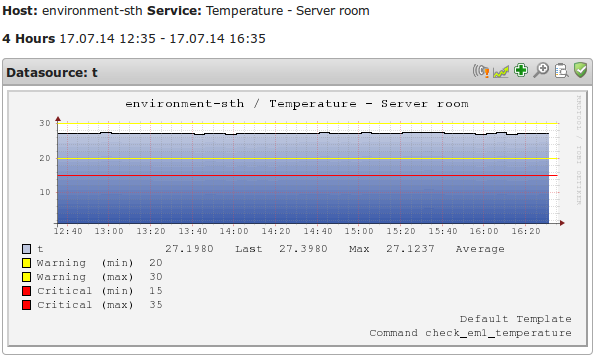 Host: environment-sth Service: Temperature - Server room
4 Hours 17.07.14 12:35 - 17.07.14 16:35
Datasource: t
environment-sth / Temperature - Server room
RRDTOOL / TOBI OETIKER
30
20
10
12:40 13:00 13:20 13:40 14:00 14:20 14:40 15:00 15:20 15:40 16:00 16:20
t 27.1980 Last 27.3980 Max 27.1237 Average
Warning (min) 20
Warning (max) 30
Critical (min) 15
Critical (max) 35
Default Template
Command check_em1_temperature